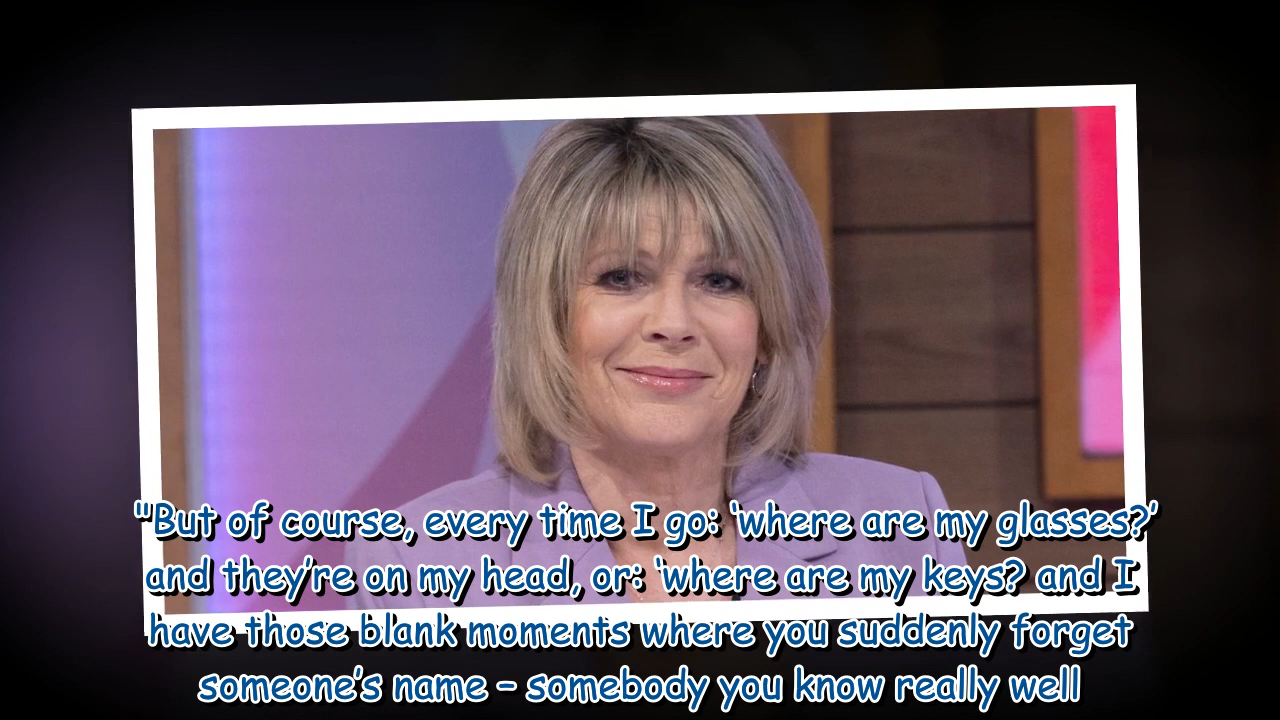 "But of course, every time I go: ‘where are my glasses?’
and they’re on my head, or: ‘where are my keys? and I
have those blank moments where you suddenly forget
someone’s name – somebody you know really well